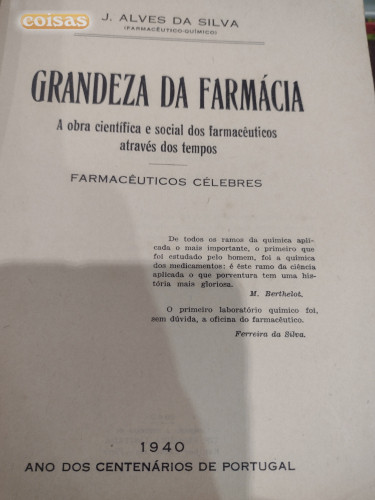 coisas
J. ALVES DA SILVA
(FARMACÊUTICO-QUÍMICO)
GRANDEZA DA FARMÁCIA
A obra científica e social dos farmacêuticos
através dos tempos
FARMACÊUTICOS CÉLEBRES
De todos os ramos da química apli-
cada o mais importante, o primeiro que
foi estudado pelo homem, foi a química
dos medicamentos: é êste ramo da ciência
aplicada o que porventura tem uma his-
tória mais gloriosa.
M. Berthelot.
O primeiro laboratório químico foi,
sem dúvida, a oficina do farmacêutico.
Ferreira da Silva.
1940
ANO DOS CENTENÁRIOS DE PORTUGAL